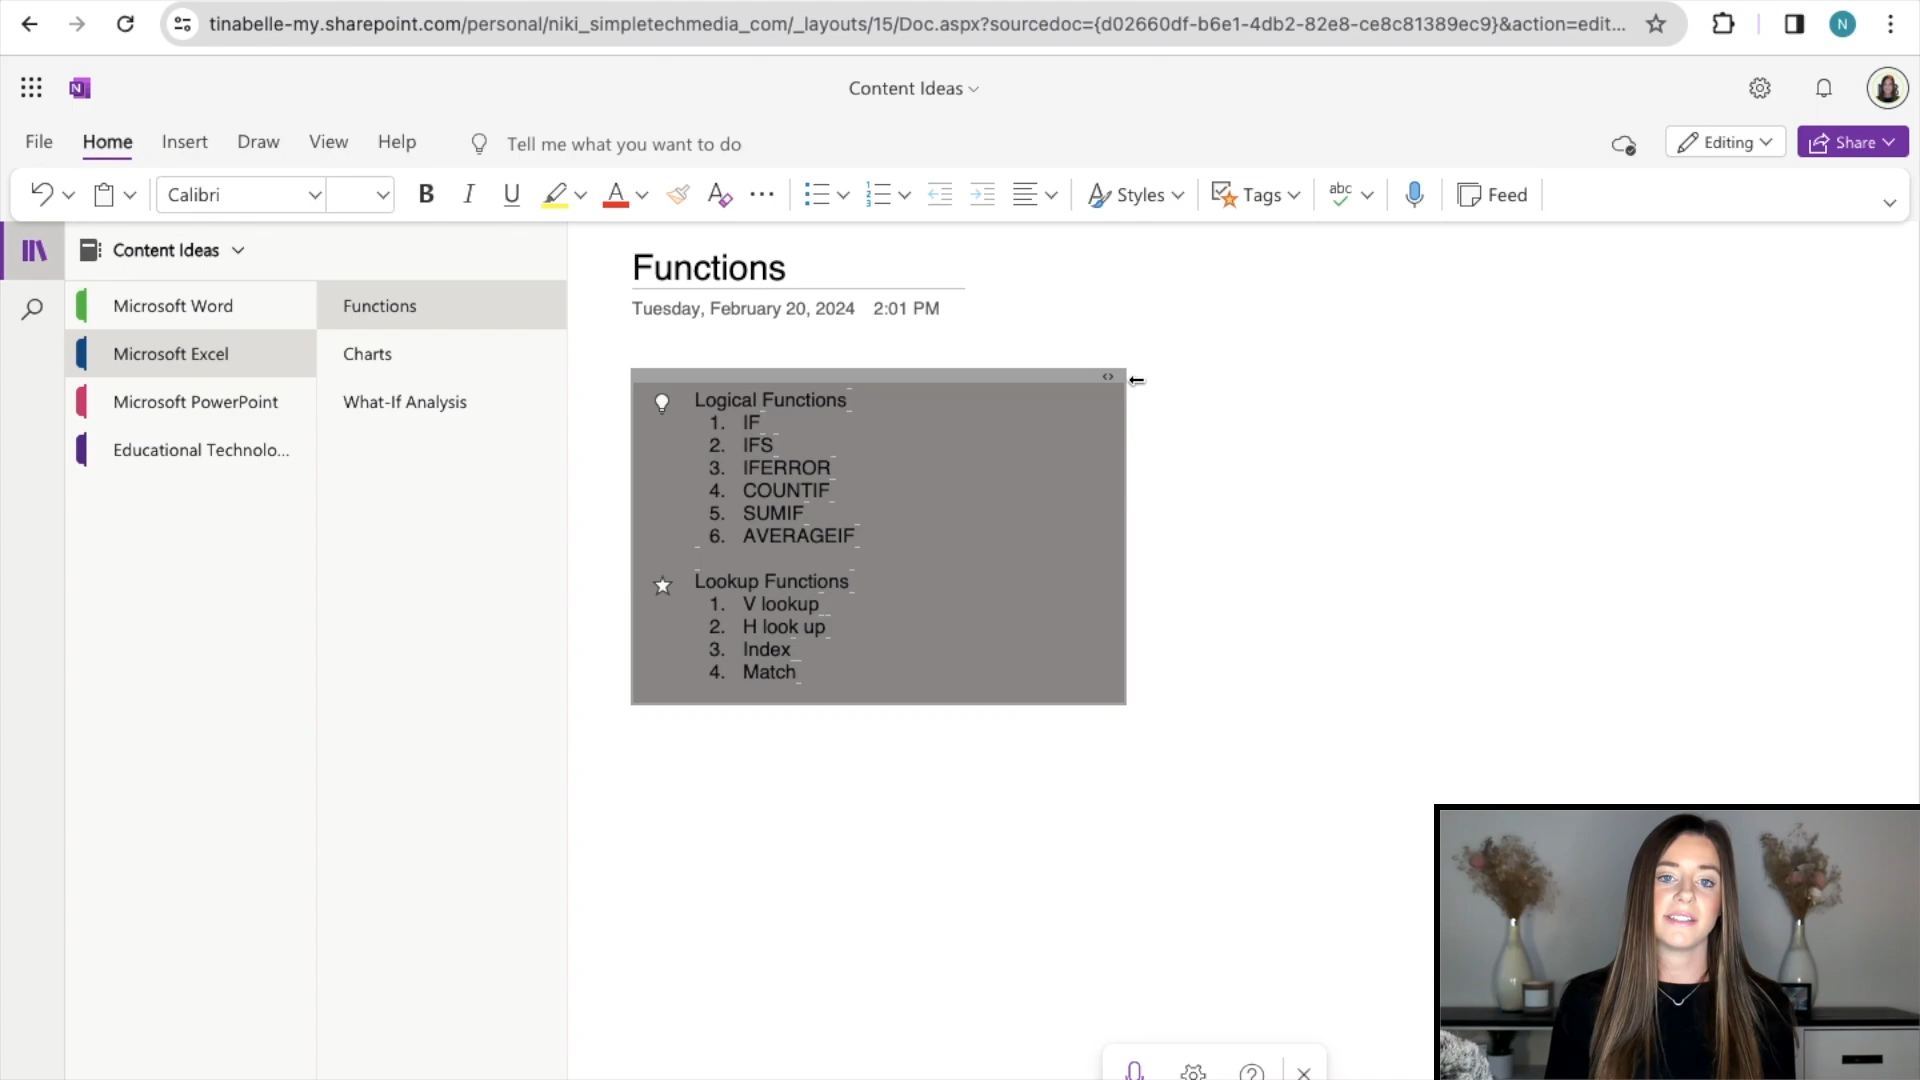 tinabelle-my.sharepoint.com/personal/niki_simpletechmedia_com/_layouts/15/Doc.aspx?sourcedoc={d02660df-b6e1-4db2-82e8-ce8c81389ec9}&action=edit...
N
N
Content Ideas
File
Home
Insert
Draw
View
Help
Tell me what you want to do
Editing
Share
Calibri
B
I
U
A
A
Styles
Tags
abc
Feed
Content Ideas
Microsoft Word
Microsoft Excel
Microsoft PowerPoint
Educational Technolo...
Functions
Charts
What-If Analysis
Functions
Tuesday, February 20, 2024 2:01 PM
Logical Functions
1. IF
2. IFS
3. IFERROR
4. COUNTIF
5. SUMIF
6. AVERAGEIF
Lookup Functions
1. V lookup
2. H look up
3. Index
4. Match